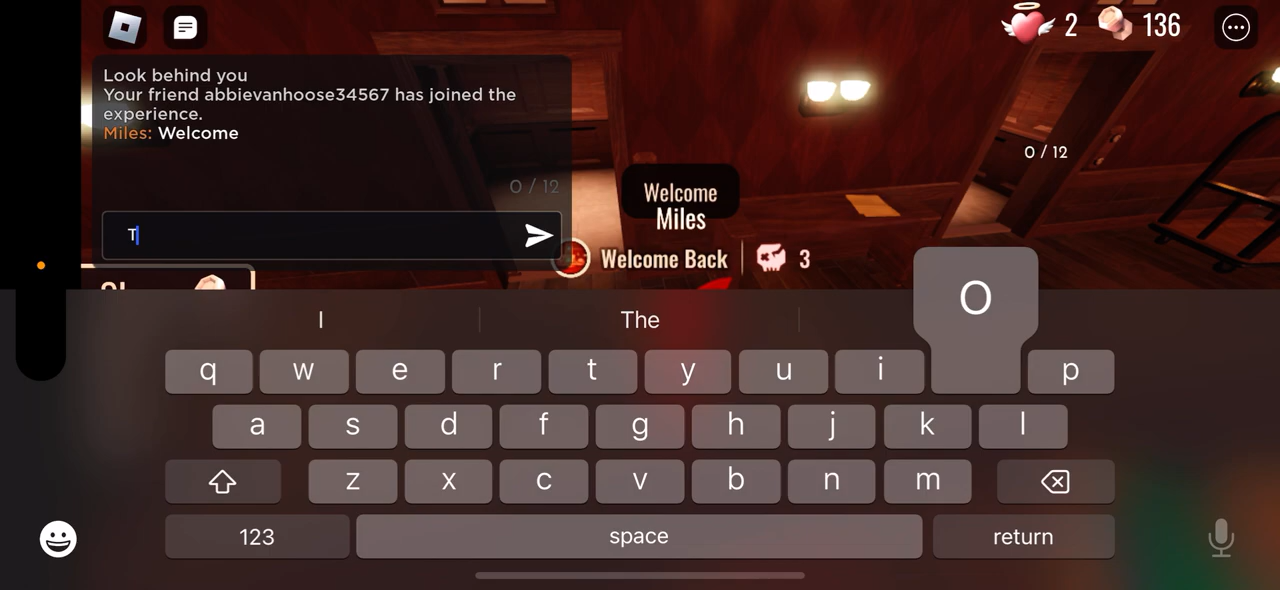 2
136
Look behind you
Your friend abbievanhoose34567 has joined the
experience.
Miles: Welcome
0 / 12
0 / 12
Welcome
Miles
T
Welcome Back
3
I
The
O
q w e r t y u i p
a s d f g h j k l
z x c v b n m
123
space
return